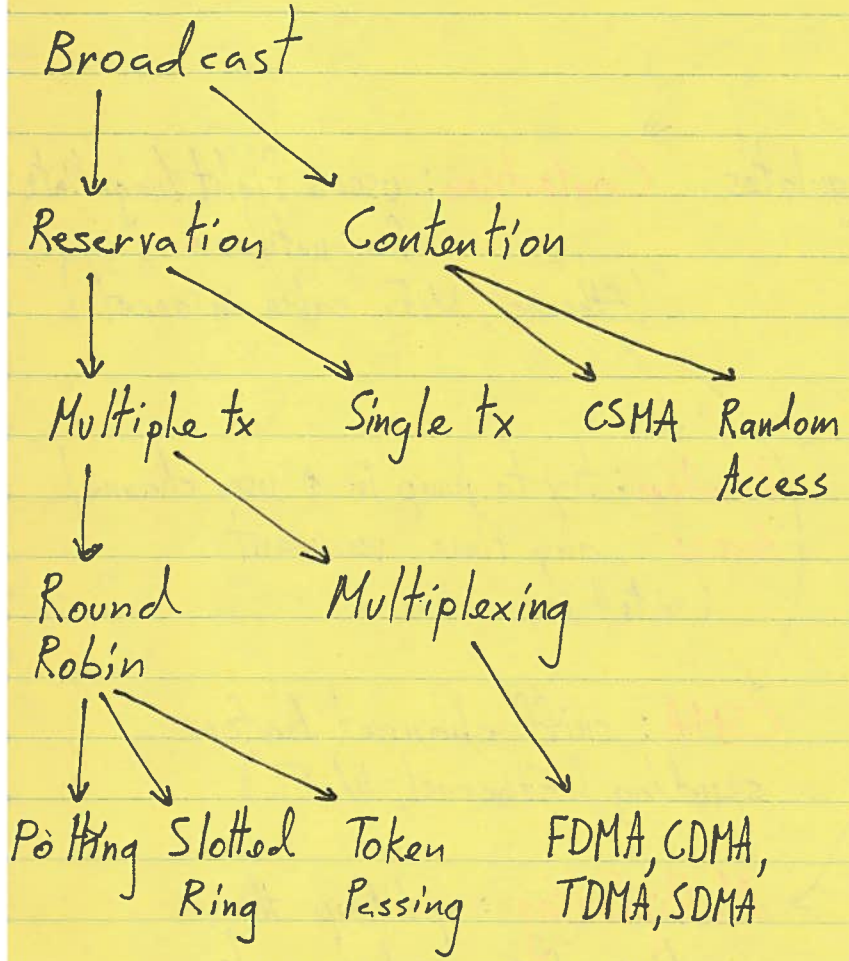 Broadcast
Reservation Contention
Multiple tx Single tx CSMA Random
Access
Round Multiplexing
Robin
Slotted Token FDMA, CDMA,
Ring Passing TDMA, SDMA